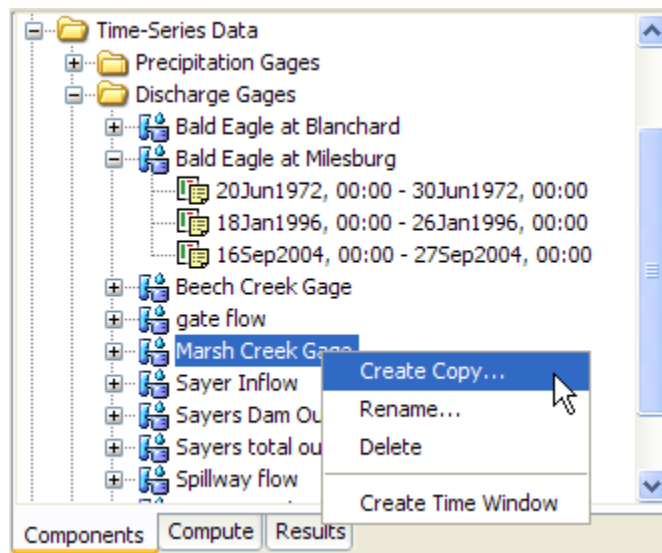 Time-Series Data
Precipitation Gages
Discharge Gages
Bald Eagle at Blanchard
Bald Eagle at Milesburg
20Jun1972, 00:00 - 30Jun1972, 00:00
18Jan1996, 00:00 - 26Jan1996, 00:00
16Sep2004, 00:00 - 27Sep2004, 00:00
Beech Creek Gage
gate flow
Marsh Creek Gage
Create Copy...
Sayer Inflow
Rename...
Sayers Dam Ou
Sayers total ou
Delete
Spillway flow
Create Time Window
Components Compute Results